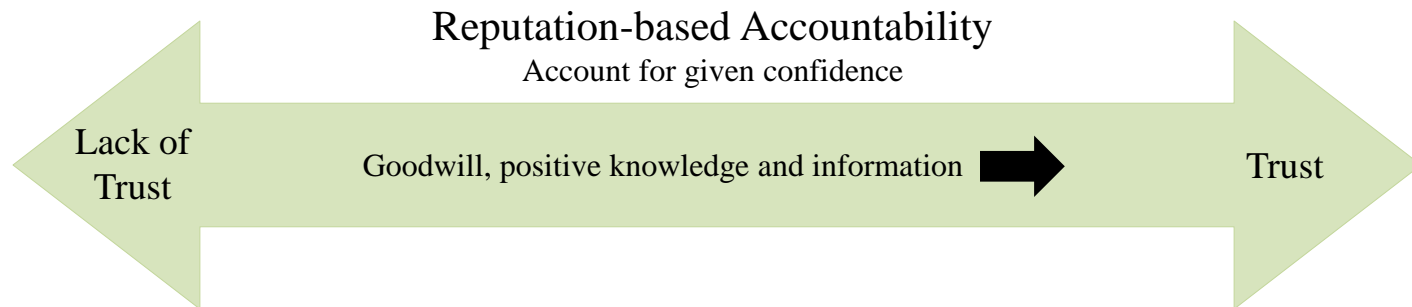 Reputation-based Accountability
Account for given confidence
Lack of
Trust
Goodwill, positive knowledge and information
Trust